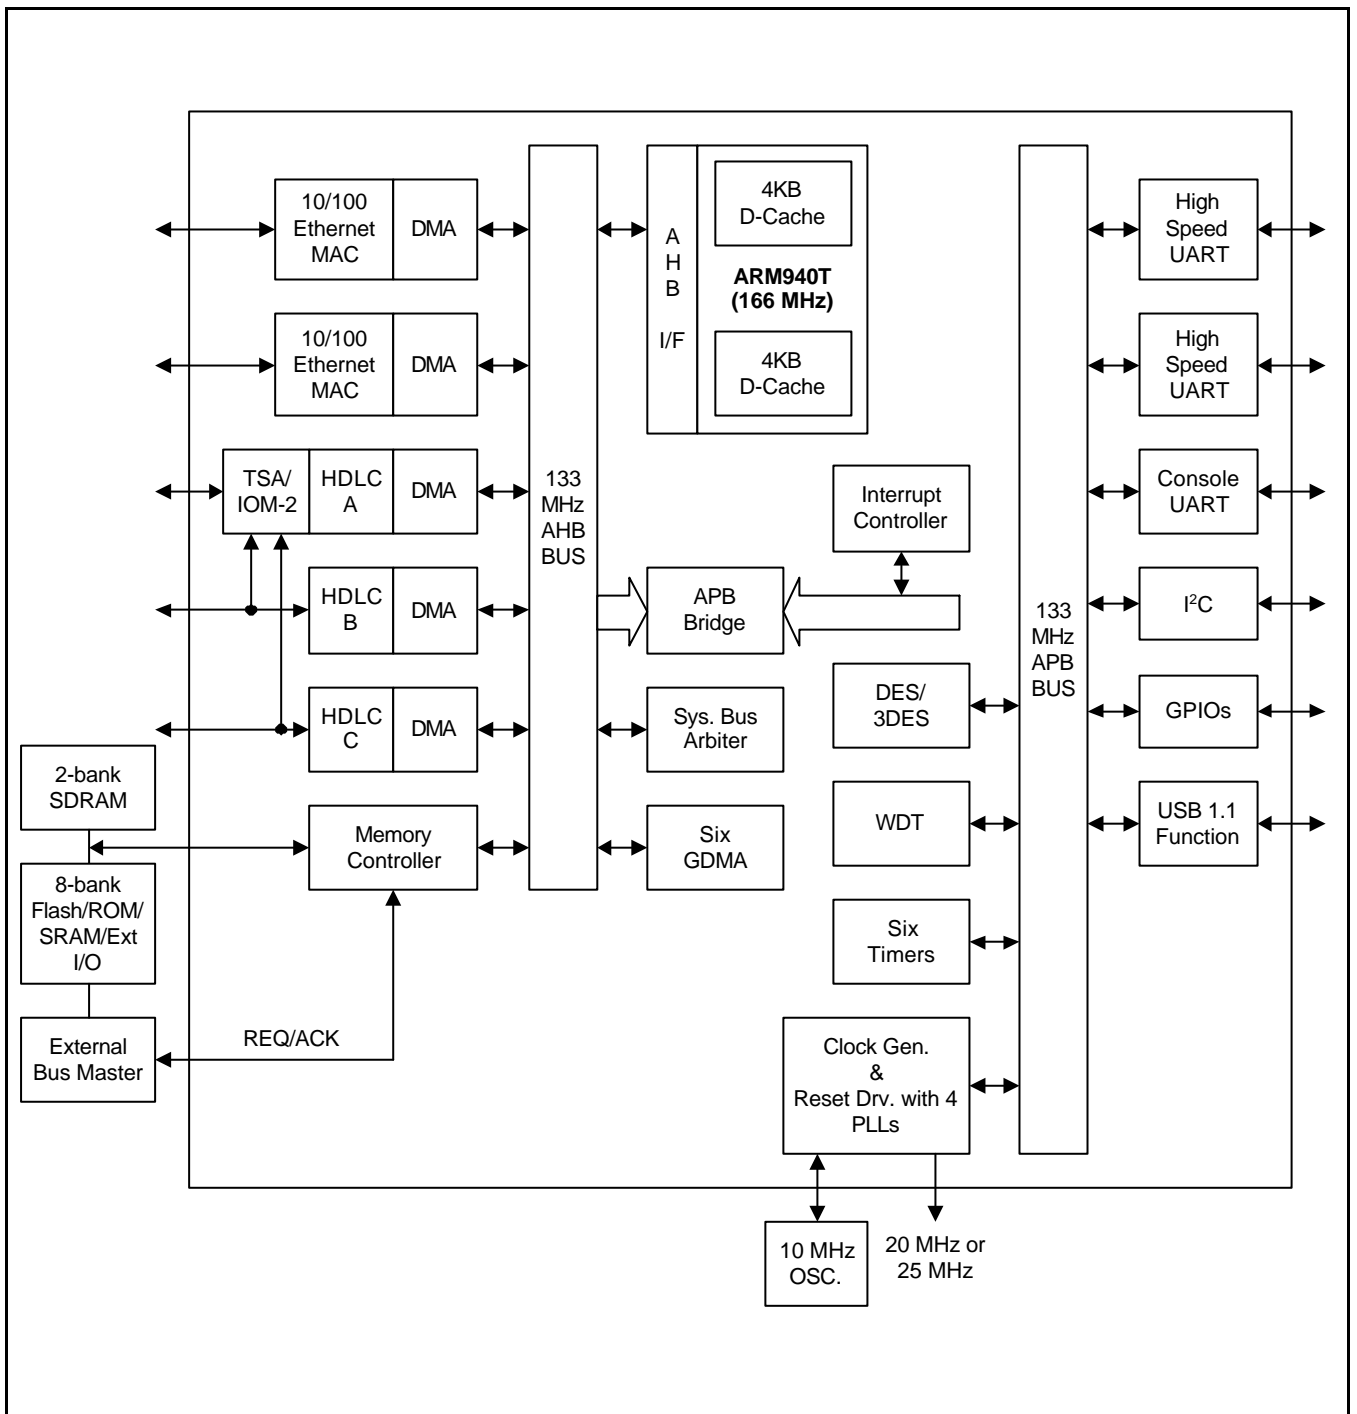 10/100
Ethernet
MAC
DMA
10/100
Ethernet
MAC
DMA
TSA/
IOM-2
HDLC
A
DMA
HDLC
B
DMA
HDLC
C
DMA
2-bank
SDRAM
8-bank
Flash/ROM/
SRAM/Ext
I/O
External
Bus Master
REQ/ACK
Memory
Controller
133
MHz
AHB
BUS
A
H
B
I/F
4KB
D-Cache
ARM940T
(166 MHz)
4KB
D-Cache
Interrupt
Controller
APB
Bridge
Sys. Bus
Arbiter
Six
GDMA
DES/
3DES
WDT
Six
Timers
Clock Gen.
&
Reset Drv. with 4
PLLs
10 MHz
OSC.
20 MHz or
25 MHz
133
MHz
APB
BUS
High
Speed
UART
High
Speed
UART
Console
UART
I²C
GPIOs
USB 1.1
Function